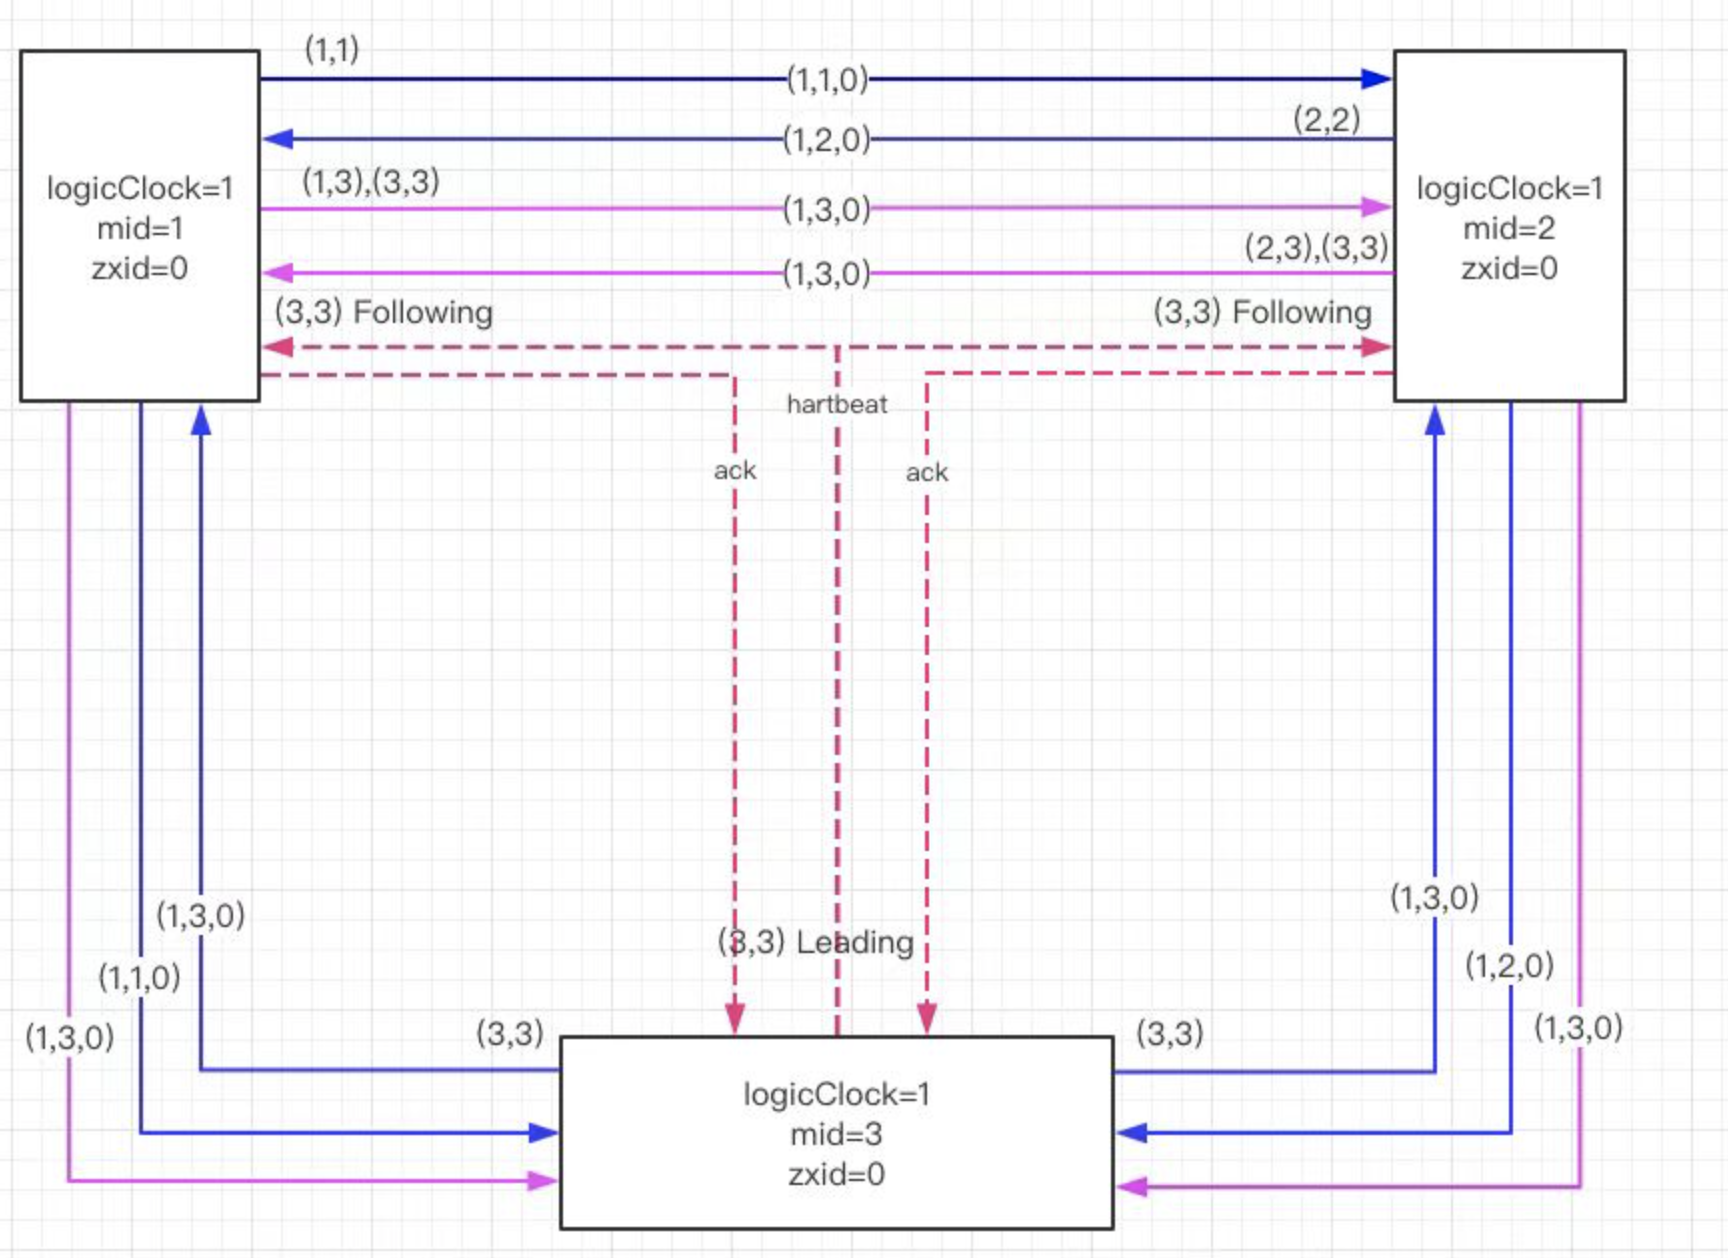 (1,1)
(1,1,0)
(2,2)
(1,2,0)
logicClock=1
mid=1
zxid=0
(1,3),(3,3)
(1,3,0)
logicClock=1
mid=2
zxid=0
(2,3),(3,3)
(1,3,0)
(3,3) Following
(3,3) Following
hartbeat
ack
ack
(1,3,0)
(1,3,0)
(3,3) Leading
(1,1,0)
(1,2,0)
(1,3,0)
(3,3)
(3,3)
(1,3,0)
logicClock=1
mid=3
zxid=0